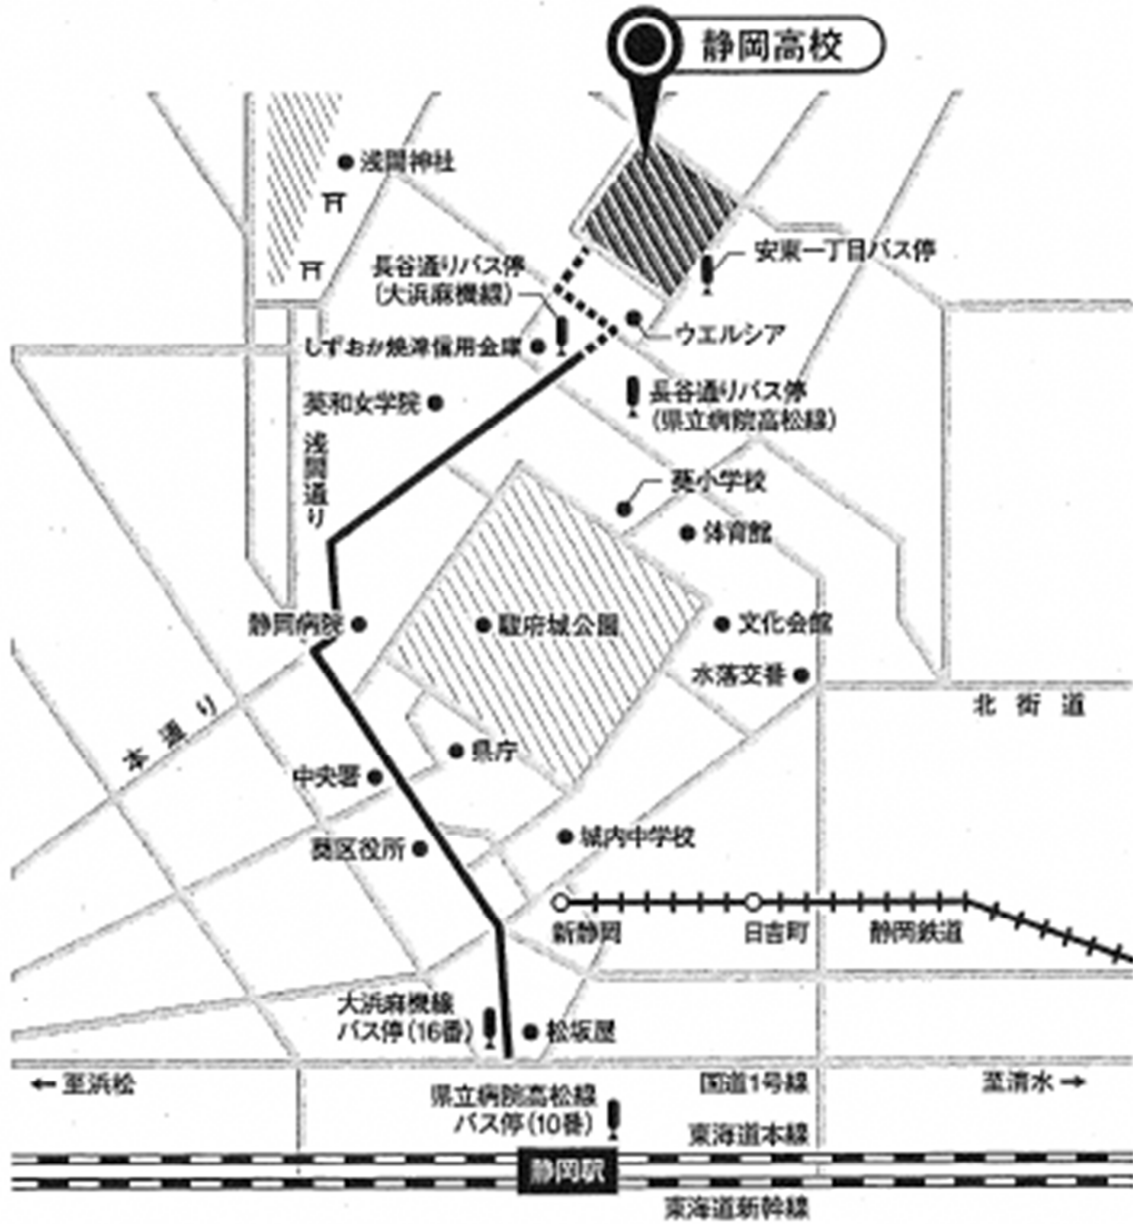 静岡高校
浅間神社
安東一丁目バス停
長谷通りバス停
(大浜麻機線)
ウエルシア
しずおか焼津信用金庫
長谷通りバス停
(県立病院高松線)
英和女学院
浅間通り
葵小学校
体育館
静岡病院
駿府城公園
文化会館
水落交番
北街道
本通り
県庁
中央署
葵区役所
城内中学校
新静岡
日吉町
静岡鉄道
大浜麻機線
バス停(16番)
松坂屋
←至浜松
国道1号線
至清水→
県立病院高松線
バス停(10番)
東海道本線
静岡駅
東海道新幹線